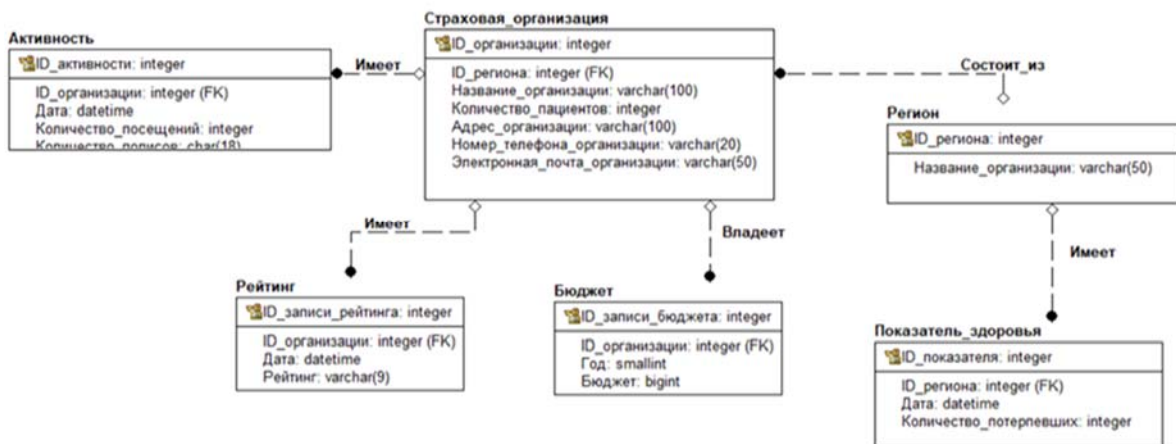 Страховая_организация
ID_организации: integer
ID_региона: integer (FK)
Название_организации: varchar(100)
Количество_пациентов: integer
Адрес_организации: varchar(100)
Номер_телефона_организации: varchar(20)
Электронная_почта_организации: varchar(50)
Активность
ID_активности: integer
ID_организации: integer (FK)
Дата: datetime
Количество_посещений: integer
Имеет
Состоит_из
Регион
ID_региона: integer
Название_организации: varchar(50)
Имеет
Владеет
Имеет
Рейтинг
ID_записи_рейтинга: integer
ID_организации: integer (FK)
Дата: datetime
Рейтинг: varchar(9)
Бюджет
ID_записи_бюджета: integer
ID_организации: integer (FK)
Год: smallint
Бюджет: bigint
Показатель_здоровья
ID_показателя: integer
ID_региона: integer (FK)
Дата: datetime
Количество_потерпевших: integer